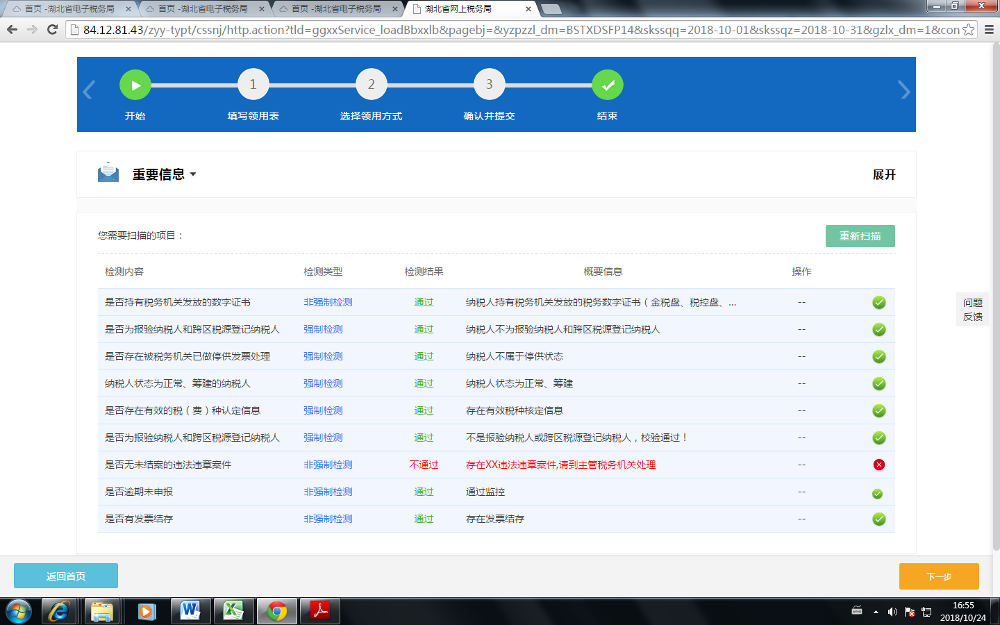 首页 -湖北省电子税务局
首页 -湖北省电子税务局
首页 -湖北省电子税务局
湖北省网上税务局
84.12.81.43/zyy-typt/cssnj/http.action?tld=ggxxService_loadBbxxlb&pagebj=&yzpzzl_dm=BSTXDSFP14&skssqq=2018-10-01&skssqz=2018-10-31&gzlx_dm=1&con
1 2 3
开始 填写领用表 选择领用方式 确认并提交 结束
重要信息 展开
您需要扫描的项目： 重新扫描
检测内容 检测类型 检测结果 概要信息 操作
是否持有税务机关发放的数字证书 非强制检测 通过 纳税人持有税务机关发放的税务数字证书（金税盘、税控盘、... --
是否为报验纳税人和跨区税源登记纳税人 强制检测 通过 纳税人不为报验纳税人和跨区税源登记纳税人 --
是否存在被税务机关已做停供发票处理 强制检测 通过 纳税人不属于停供状态 --
纳税人状态为正常、筹建的纳税人 强制检测 通过 纳税人状态为正常、筹建 --
是否存在有效的税（费）种认定信息 强制检测 通过 存在有效税种核定信息 --
是否为报验纳税人和跨区税源登记纳税人 强制检测 通过 不是报验纳税人或跨区税源登记纳税人，校验通过！ --
是否无未结案的违法违章案件 非强制检测 不通过 存在XX违法违章案件,请到主管税务机关处理 --
是否逾期未申报 非强制检测 通过 通过监控 --
是否有发票结存 非强制检测 通过 存在发票结存 --
问题
反馈
返回首页 下一步
16:55
2018/10/24